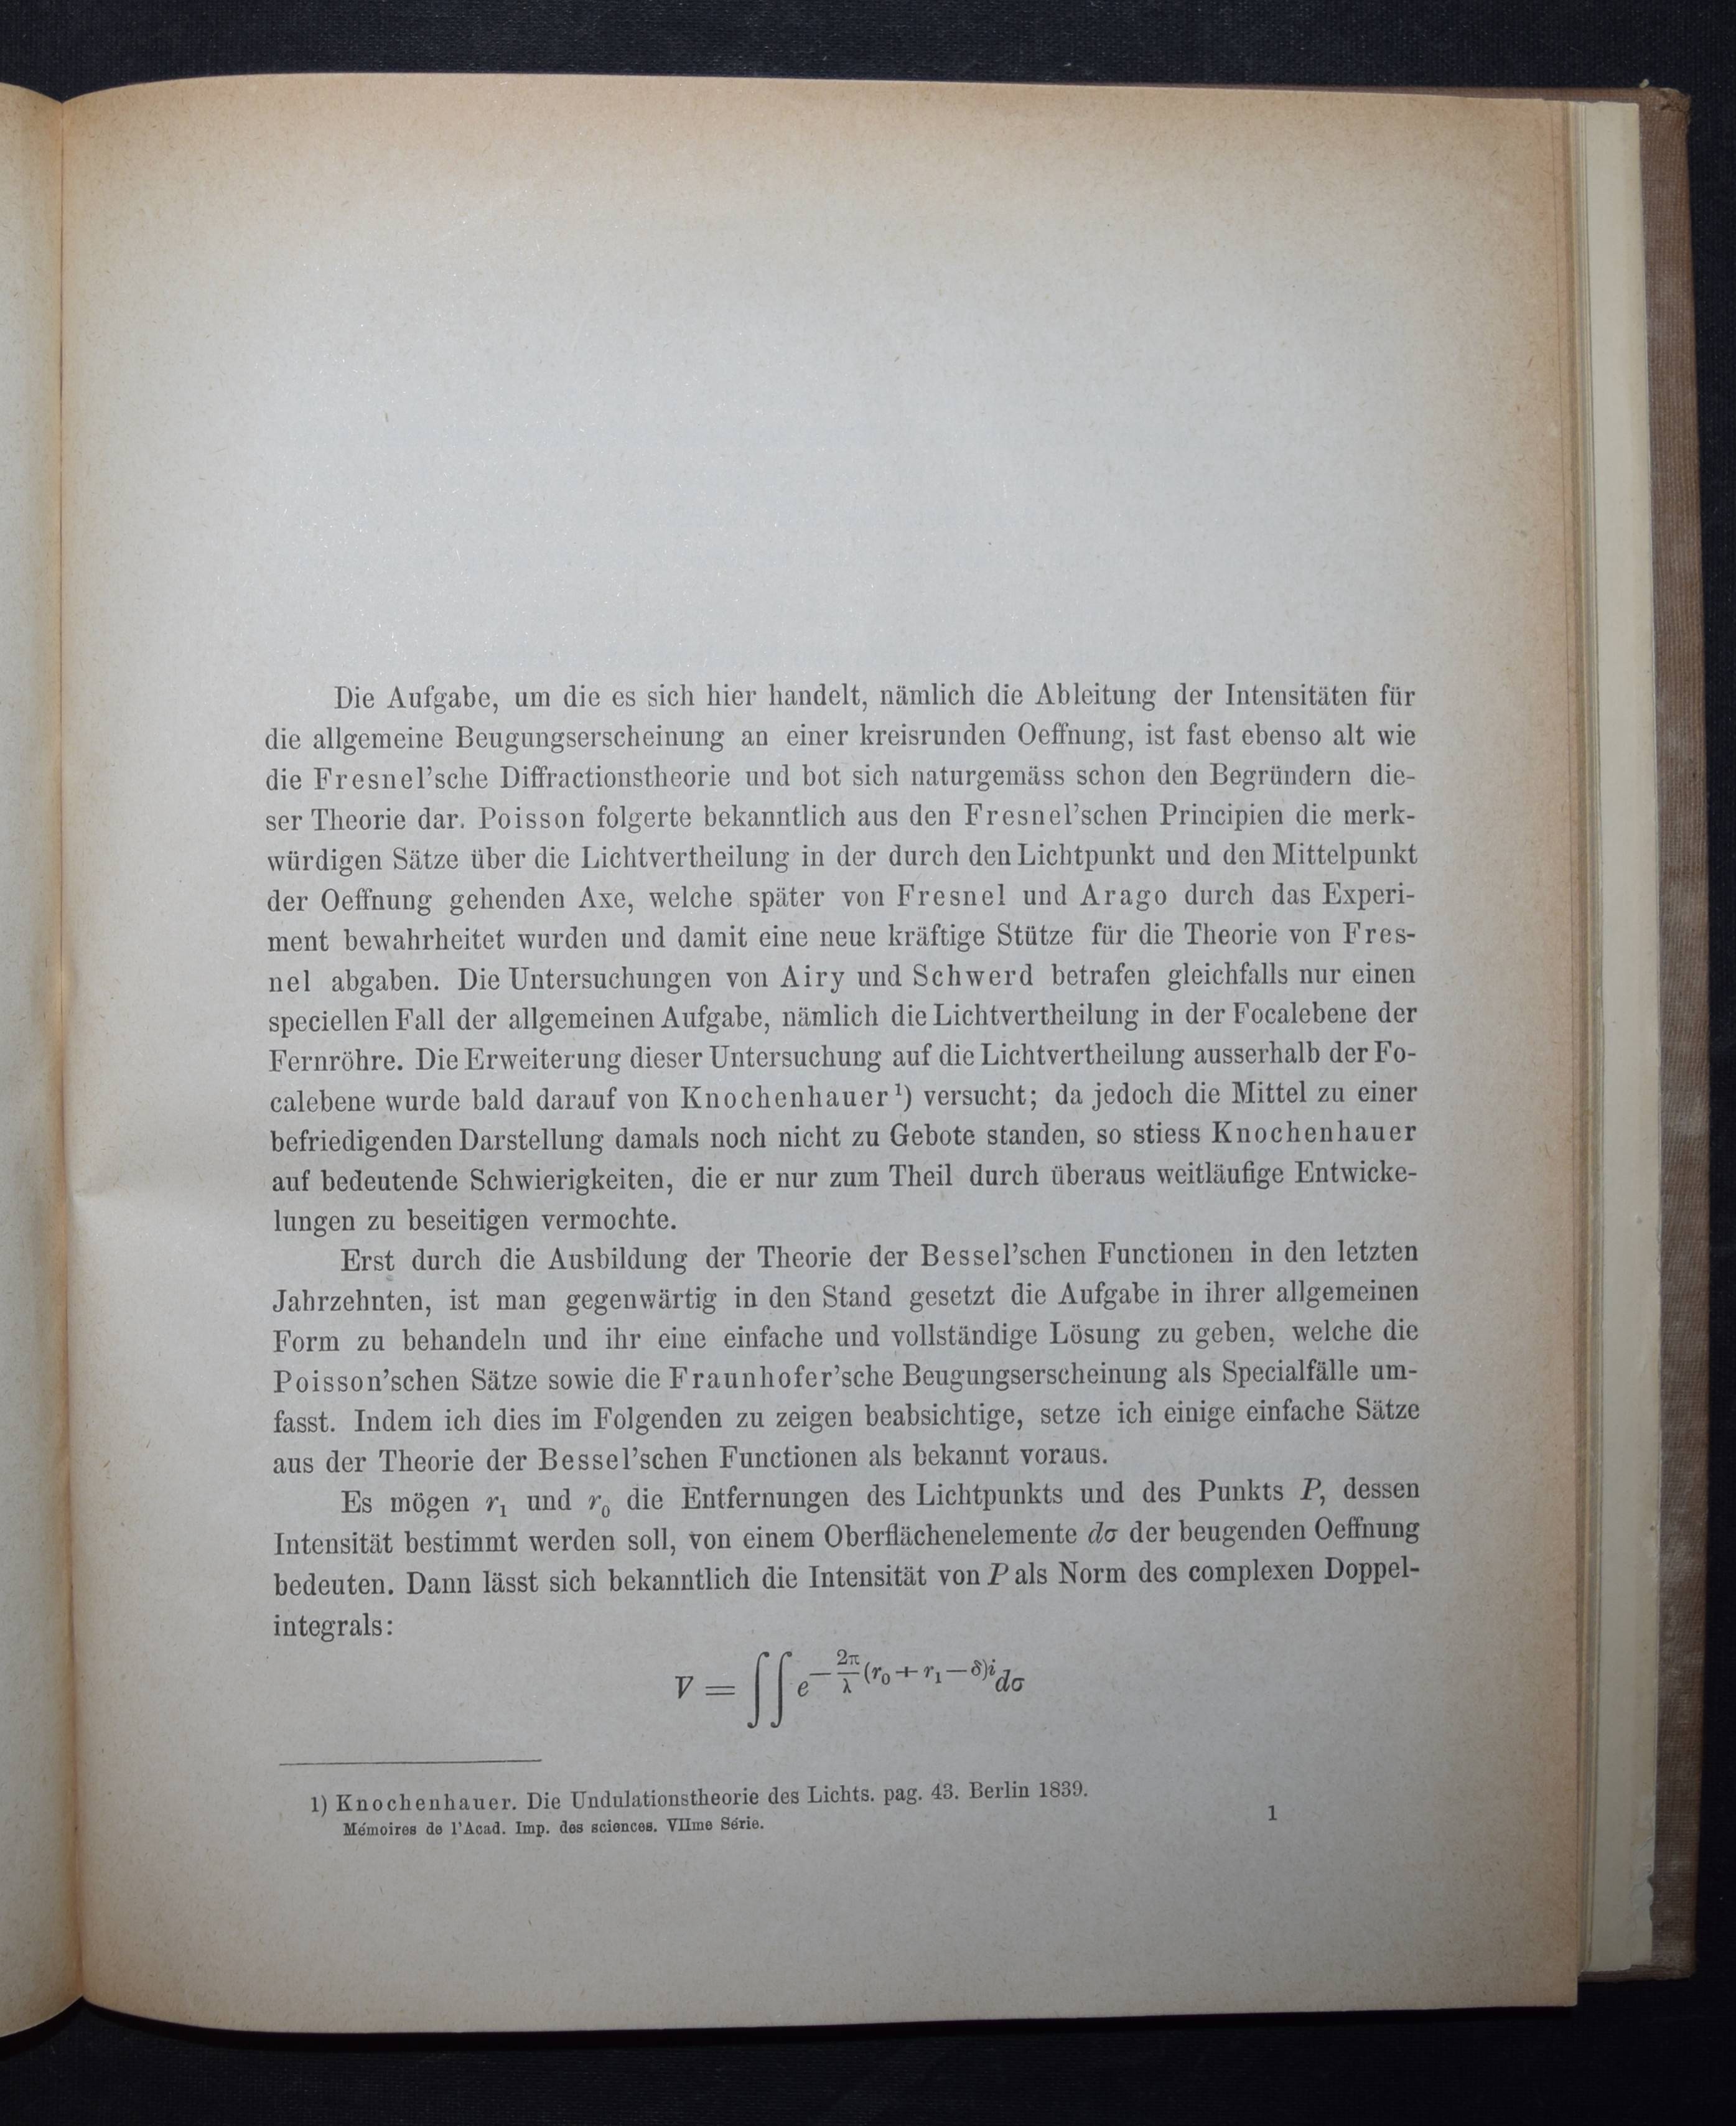 Die Aufgabe, um die es sich hier handelt, nämlich die Ableitung der Intensitäten für
die allgemeine Beugungserscheinung an einer kreisrunden Oeffnung, ist fast ebenso alt wie
die Fresnel’sche Diffractionstheorie und bot sich naturgemäss schon den Begründern die-
ser Theorie dar. Poisson folgerte bekanntlich aus den Fresnel’schen Principien die merk-
würdigen Sätze über die Lichtvertheilung in der durch den Lichtpunkt und den Mittelpunkt
der Oeffnung gehenden Axe, welche später von Fresnel und Arago durch das Experi-
ment bewahrheitet wurden und damit eine neue kräftige Stütze für die Theorie von Fres-
nel abgaben. Die Untersuchungen von Airy und Schwerd betrafen gleichfalls nur einen
speciellen Fall der allgemeinen Aufgabe, nämlich die Lichtvertheilung in der Focalebene der
Fernröhre. Die Erweiterung dieser Untersuchung auf die Lichtvertheilung ausserhalb der Fo-
calebene wurde bald darauf von Knochenhauer¹) versucht; da jedoch die Mittel zu einer
befriedigenden Darstellung damals noch nicht zu Gebote standen, so stiess Knochenhauer
auf bedeutende Schwierigkeiten, die er nur zum Theil durch überaus weitläufige Entwicke-
lungen zu beseitigen vermochte.
Erst durch die Ausbildung der Theorie der Bessel’schen Functionen in den letzten
Jahrzehnten, ist man gegenwärtig in den Stand gesetzt die Aufgabe in ihrer allgemeinen
Form zu behandeln und ihr eine einfache und vollständige Lösung zu geben, welche die
Poisson’schen Sätze sowie die Fraunhofer’sche Beugungserscheinung als Specialfälle um-
fasst. Indem ich dies im Folgenden zu zeigen beabsichtige, setze ich einige einfache Sätze
aus der Theorie der Bessel’schen Functionen als bekannt voraus.
Es mögen r₁ und r₀ die Entfernungen des Lichtpunkts und des Punkts P, dessen
Intensität bestimmt werden soll, von einem Oberflächenelemente dσ der beugenden Oeffnung
bedeuten. Dann lässt sich bekanntlich die Intensität von P als Norm des complexen Doppel-
integrals:
V = ∫∫ e^{−(2π/λ)(r₀ + r₁ − δ)i} dσ
1) Knochenhauer. Die Undulationstheorie des Lichts. pag. 43. Berlin 1839.
Mémoires de l’Acad. Imp. des sciences. VIIme Série.
1